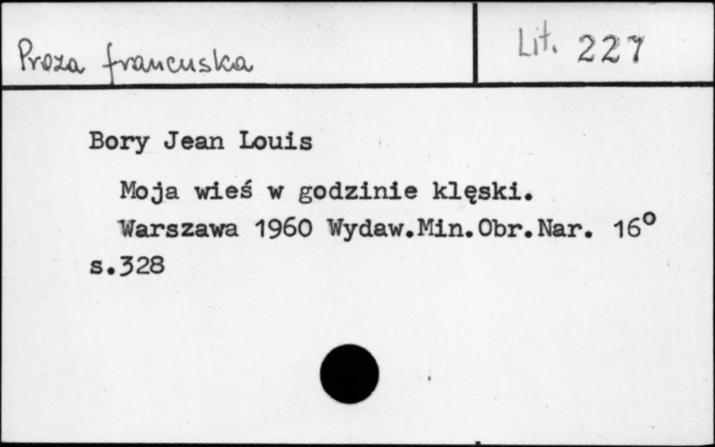 Proza francuska
Lit. 227
Bory Jean Louis
Moja wieś w godzinie klęski.
Warszawa 1960 Wydaw.Min.Obr.Nar. 16°
s.328